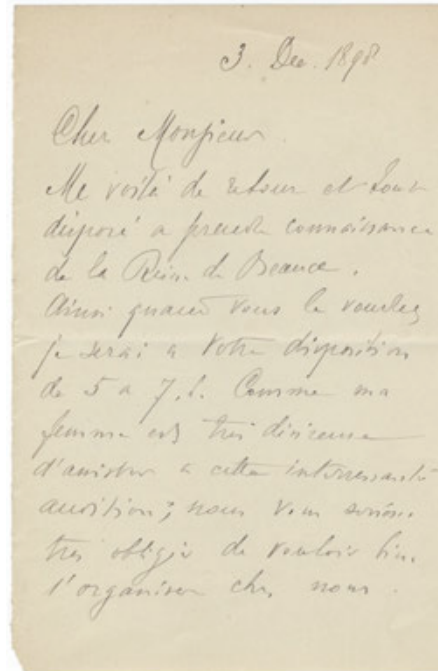 3. Dec. 1898
Cher Monsieur
Me voilà de retour et tout
disposé a prendre connaissance
de la Reine de Beauce.
Ainsi quand vous le voudrez
je serai a votre disposition
de 5 a 7. h. Comme ma
femme est très désireuse
d'assister a cette interressante
audition; nous vous serions
très obligés de vouloir bien
l'organiser chez nous.